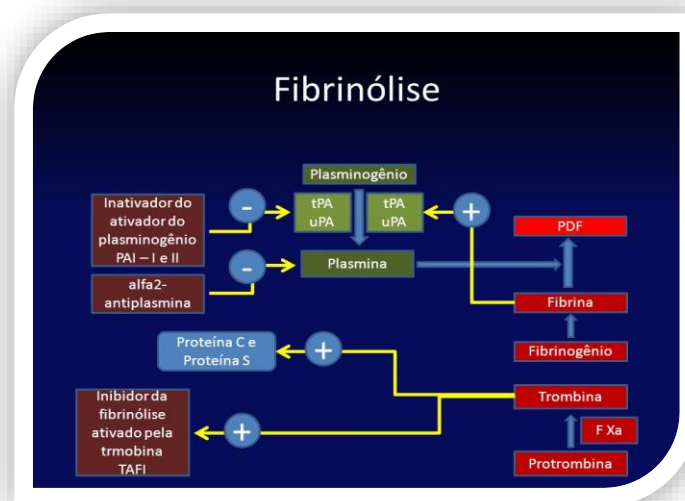 Fibrinólise
Plasminogênio
Inativador do
ativador do
plasminogênio
PAI – I e II
-
tPA
uPA
tPA
uPA
+
PDF
alfa2-
antiplasmina
-
Plasmina
Fibrina
Proteína C e
Proteína S
+
Fibrinogênio
Inibidor da
fibrinólise
ativado pela
trmobina
TAFI
+
Trombina
F Xa
Protrombina